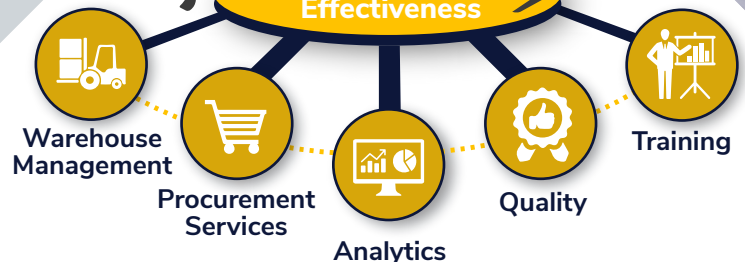 Effectiveness
Warehouse
Management
Procurement
Services
Analytics
Quality
Training